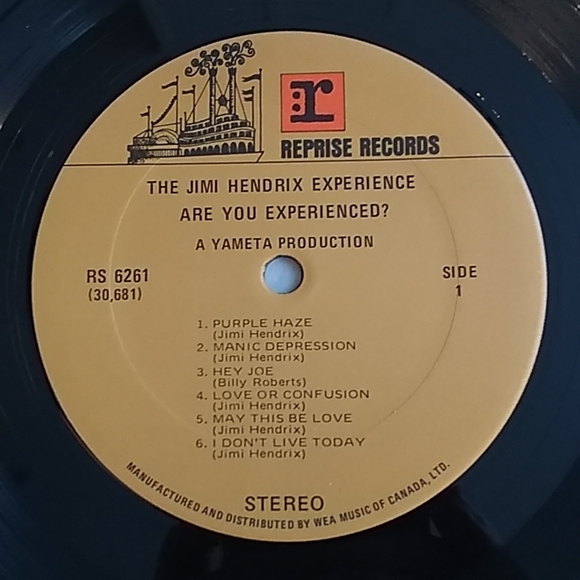 :r
REPRISE RECORDS
THE JIMI HENDRIX EXPERIENCE
ARE YOU EXPERIENCED?
A YAMETA PRODUCTION
RS 6261
(30,681)
SIDE
1
1. PURPLE HAZE
(Jimi Hendrix)
2. MANIC DEPRESSION
(Jimi Hendrix)
3. HEY JOE
(Billy Roberts)
4. LOVE OR CONFUSION
(Jimi Hendrix)
5. MAY THIS BE LOVE
(Jimi Hendrix)
6. I DON'T LIVE TODAY
(Jimi Hendrix)
STEREO
MANUFACTURED AND DISTRIBUTED BY WEA MUSIC OF CANADA, LTD.